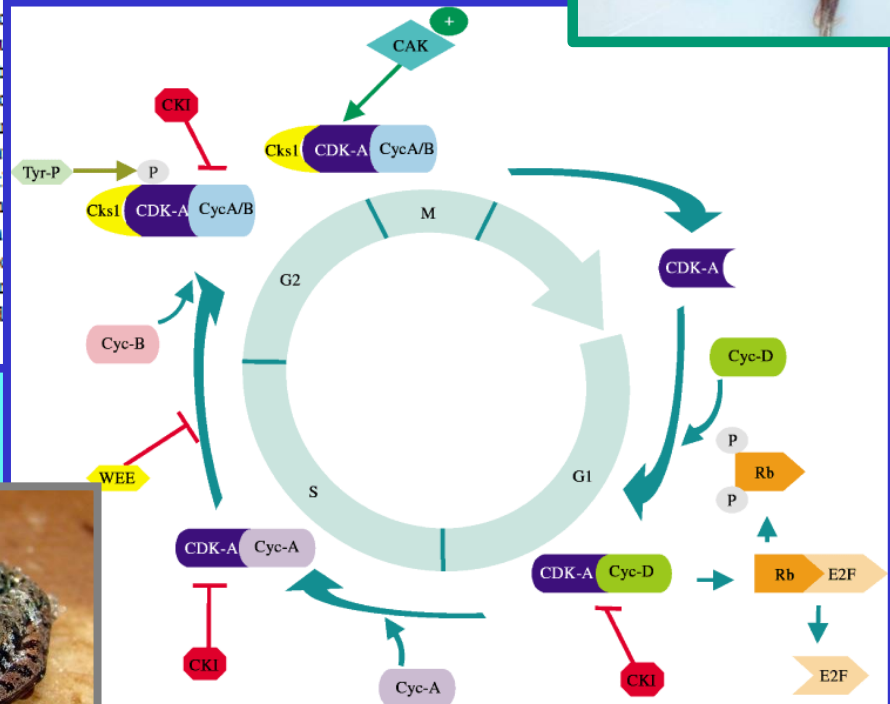 +
CAK
CKI
Cks1 CDK-A CycA/B
Tyr-P
P
Cks1 CDK-A CycA/B
M
CDK-A
G2
Cyc-B
Cyc-D
P
Rb
P
WEE
S
G1
CDK-A Cyc-A
CDK-A Cyc-D
Rb E2F
CKI
CKI
Cyc-A
E2F